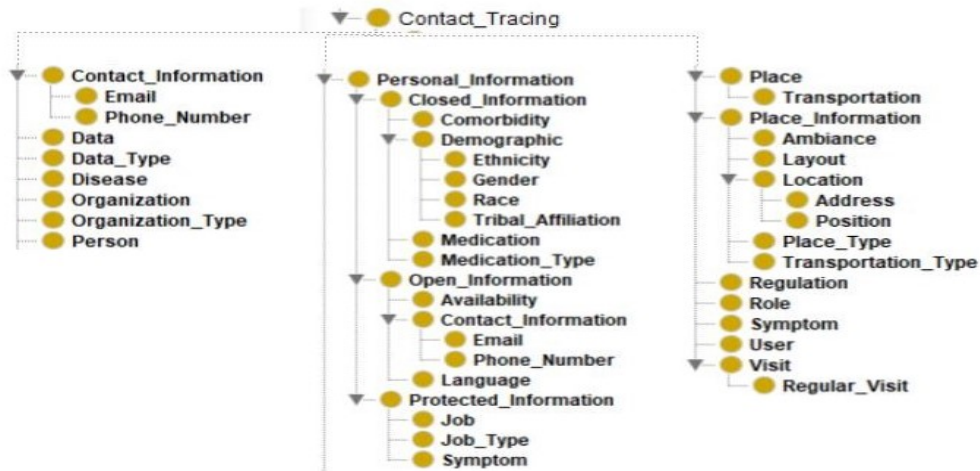 Contact_Tracing
Contact_Information
Email
Phone_Number
Data
Data_Type
Disease
Organization
Organization_Type
Person
Personal_Information
Closed_Information
Comorbidity
Demographic
Ethnicity
Gender
Race
Tribal_Affiliation
Medication
Medication_Type
Open_Information
Availability
Contact_Information
Email
Phone_Number
Language
Protected_Information
Job
Job_Type
Symptom
Place
Transportation
Place_Information
Ambiance
Layout
Location
Address
Position
Place_Type
Transportation_Type
Regulation
Role
Symptom
User
Visit
Regular_Visit